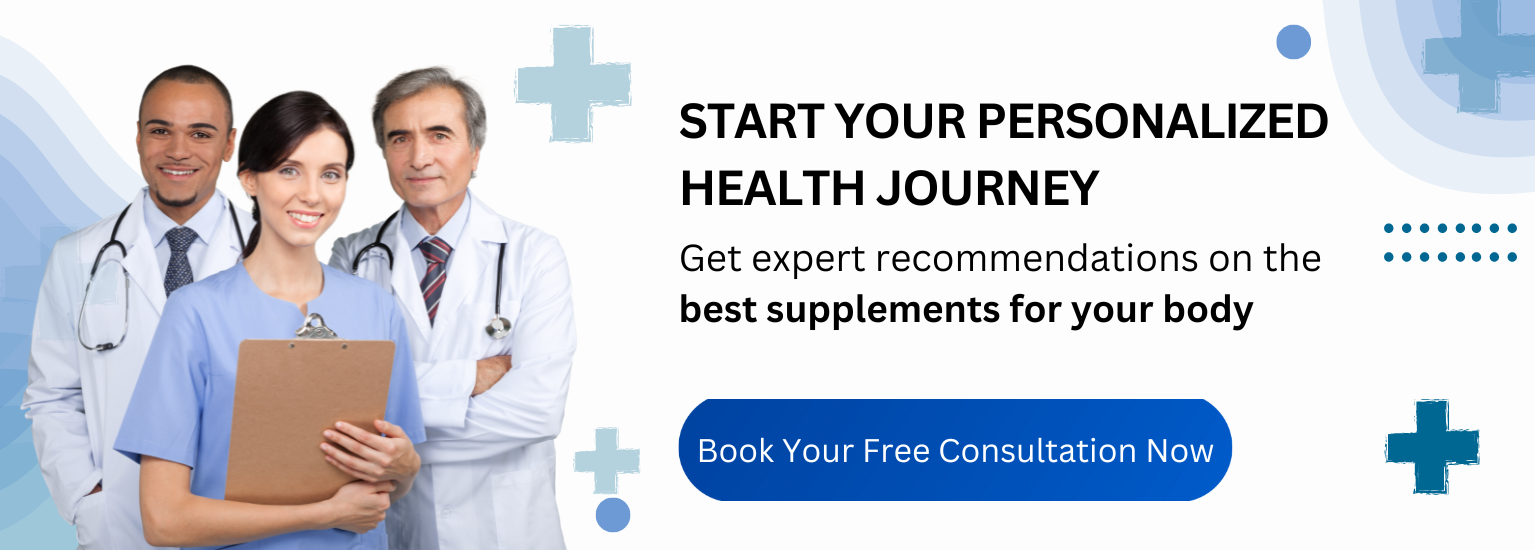 START YOUR PERSONALIZED
HEALTH JOURNEY
Get expert recommendations on the
best supplements for your body
Book Your Free Consultation Now